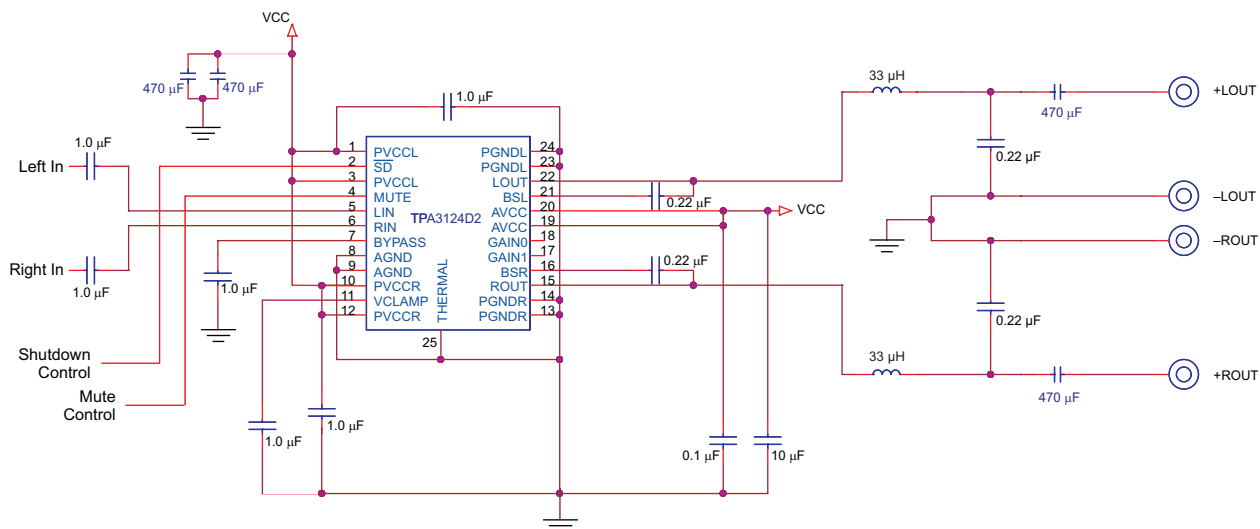 VCC
470 μF
470 μF
1.0 μF
33 μH
470 μF
+LOUT
1.0 μF
Left In
0.22 μF
1 PVCCL
2 SD
3 PVCCL
4 MUTE
5 LIN
6 RIN
7 BYPASS
8 AGND
9 AGND
10 PVCCR
11 VCLAMP
12 PVCCR
TPA3124D2
THERMAL
25
PGNDL 24
PGNDL 23
LOUT 22
BSL 21
AVCC 20
AVCC 19
GAIN0 18
GAIN1 17
BSR 16
ROUT 15
PGNDR 14
PGNDR 13
0.22 μF
VCC
–LOUT
–ROUT
Right In
1.0 μF
1.0 μF
0.22 μF
0.22 μF
Shutdown
Control
Mute
Control
33 μH
470 μF
+ROUT
1.0 μF
1.0 μF
0.1 μF
10 μF